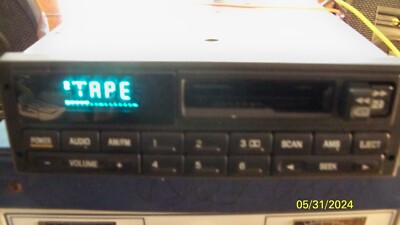 TAPE
POWER AUDIO AM/FM 1 2 3 SCAN AMS EJECT
- VOLUME + 4 5 6 ◄ SEEK ►
05/31/2024